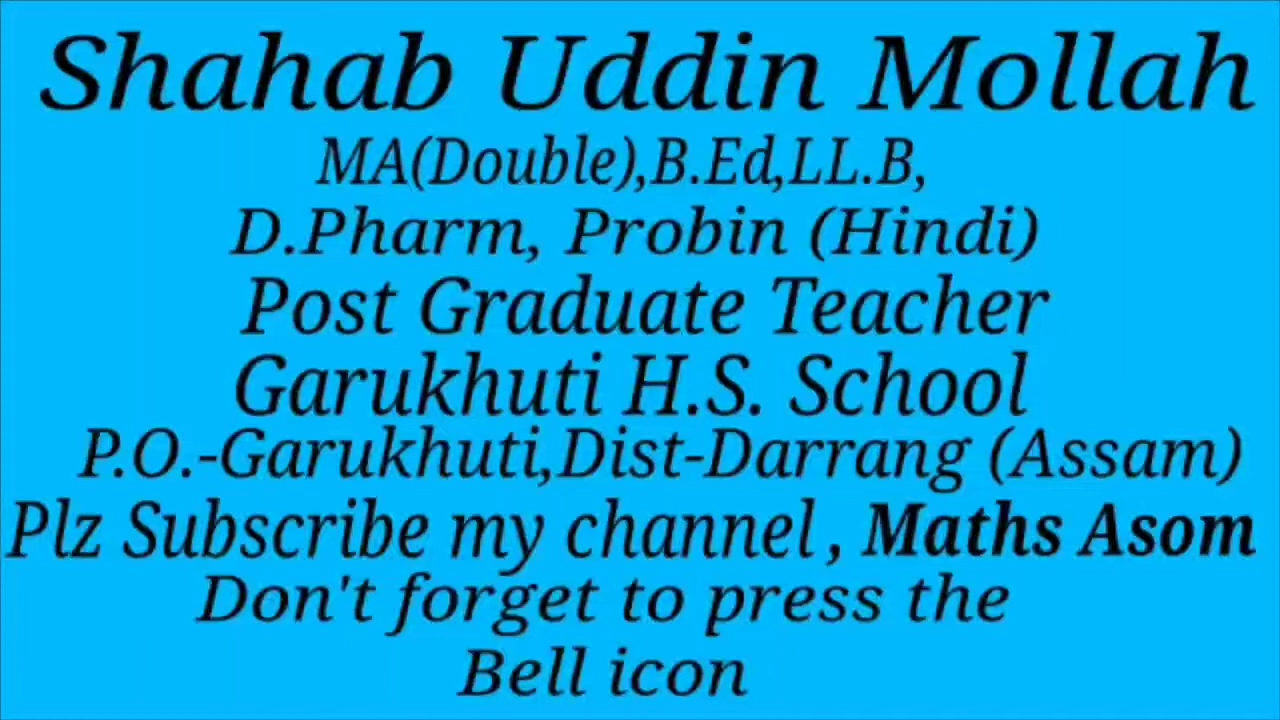 Shahab Uddin Mollah
MA(Double),B.Ed,LL.B,
D.Pharm, Probin (Hindi)
Post Graduate Teacher
Garukhuti H.S. School
P.O.-Garukhuti,Dist-Darrang (Assam)
Plz Subscribe my channel, Maths Asom
Don't forget to press the
Bell icon